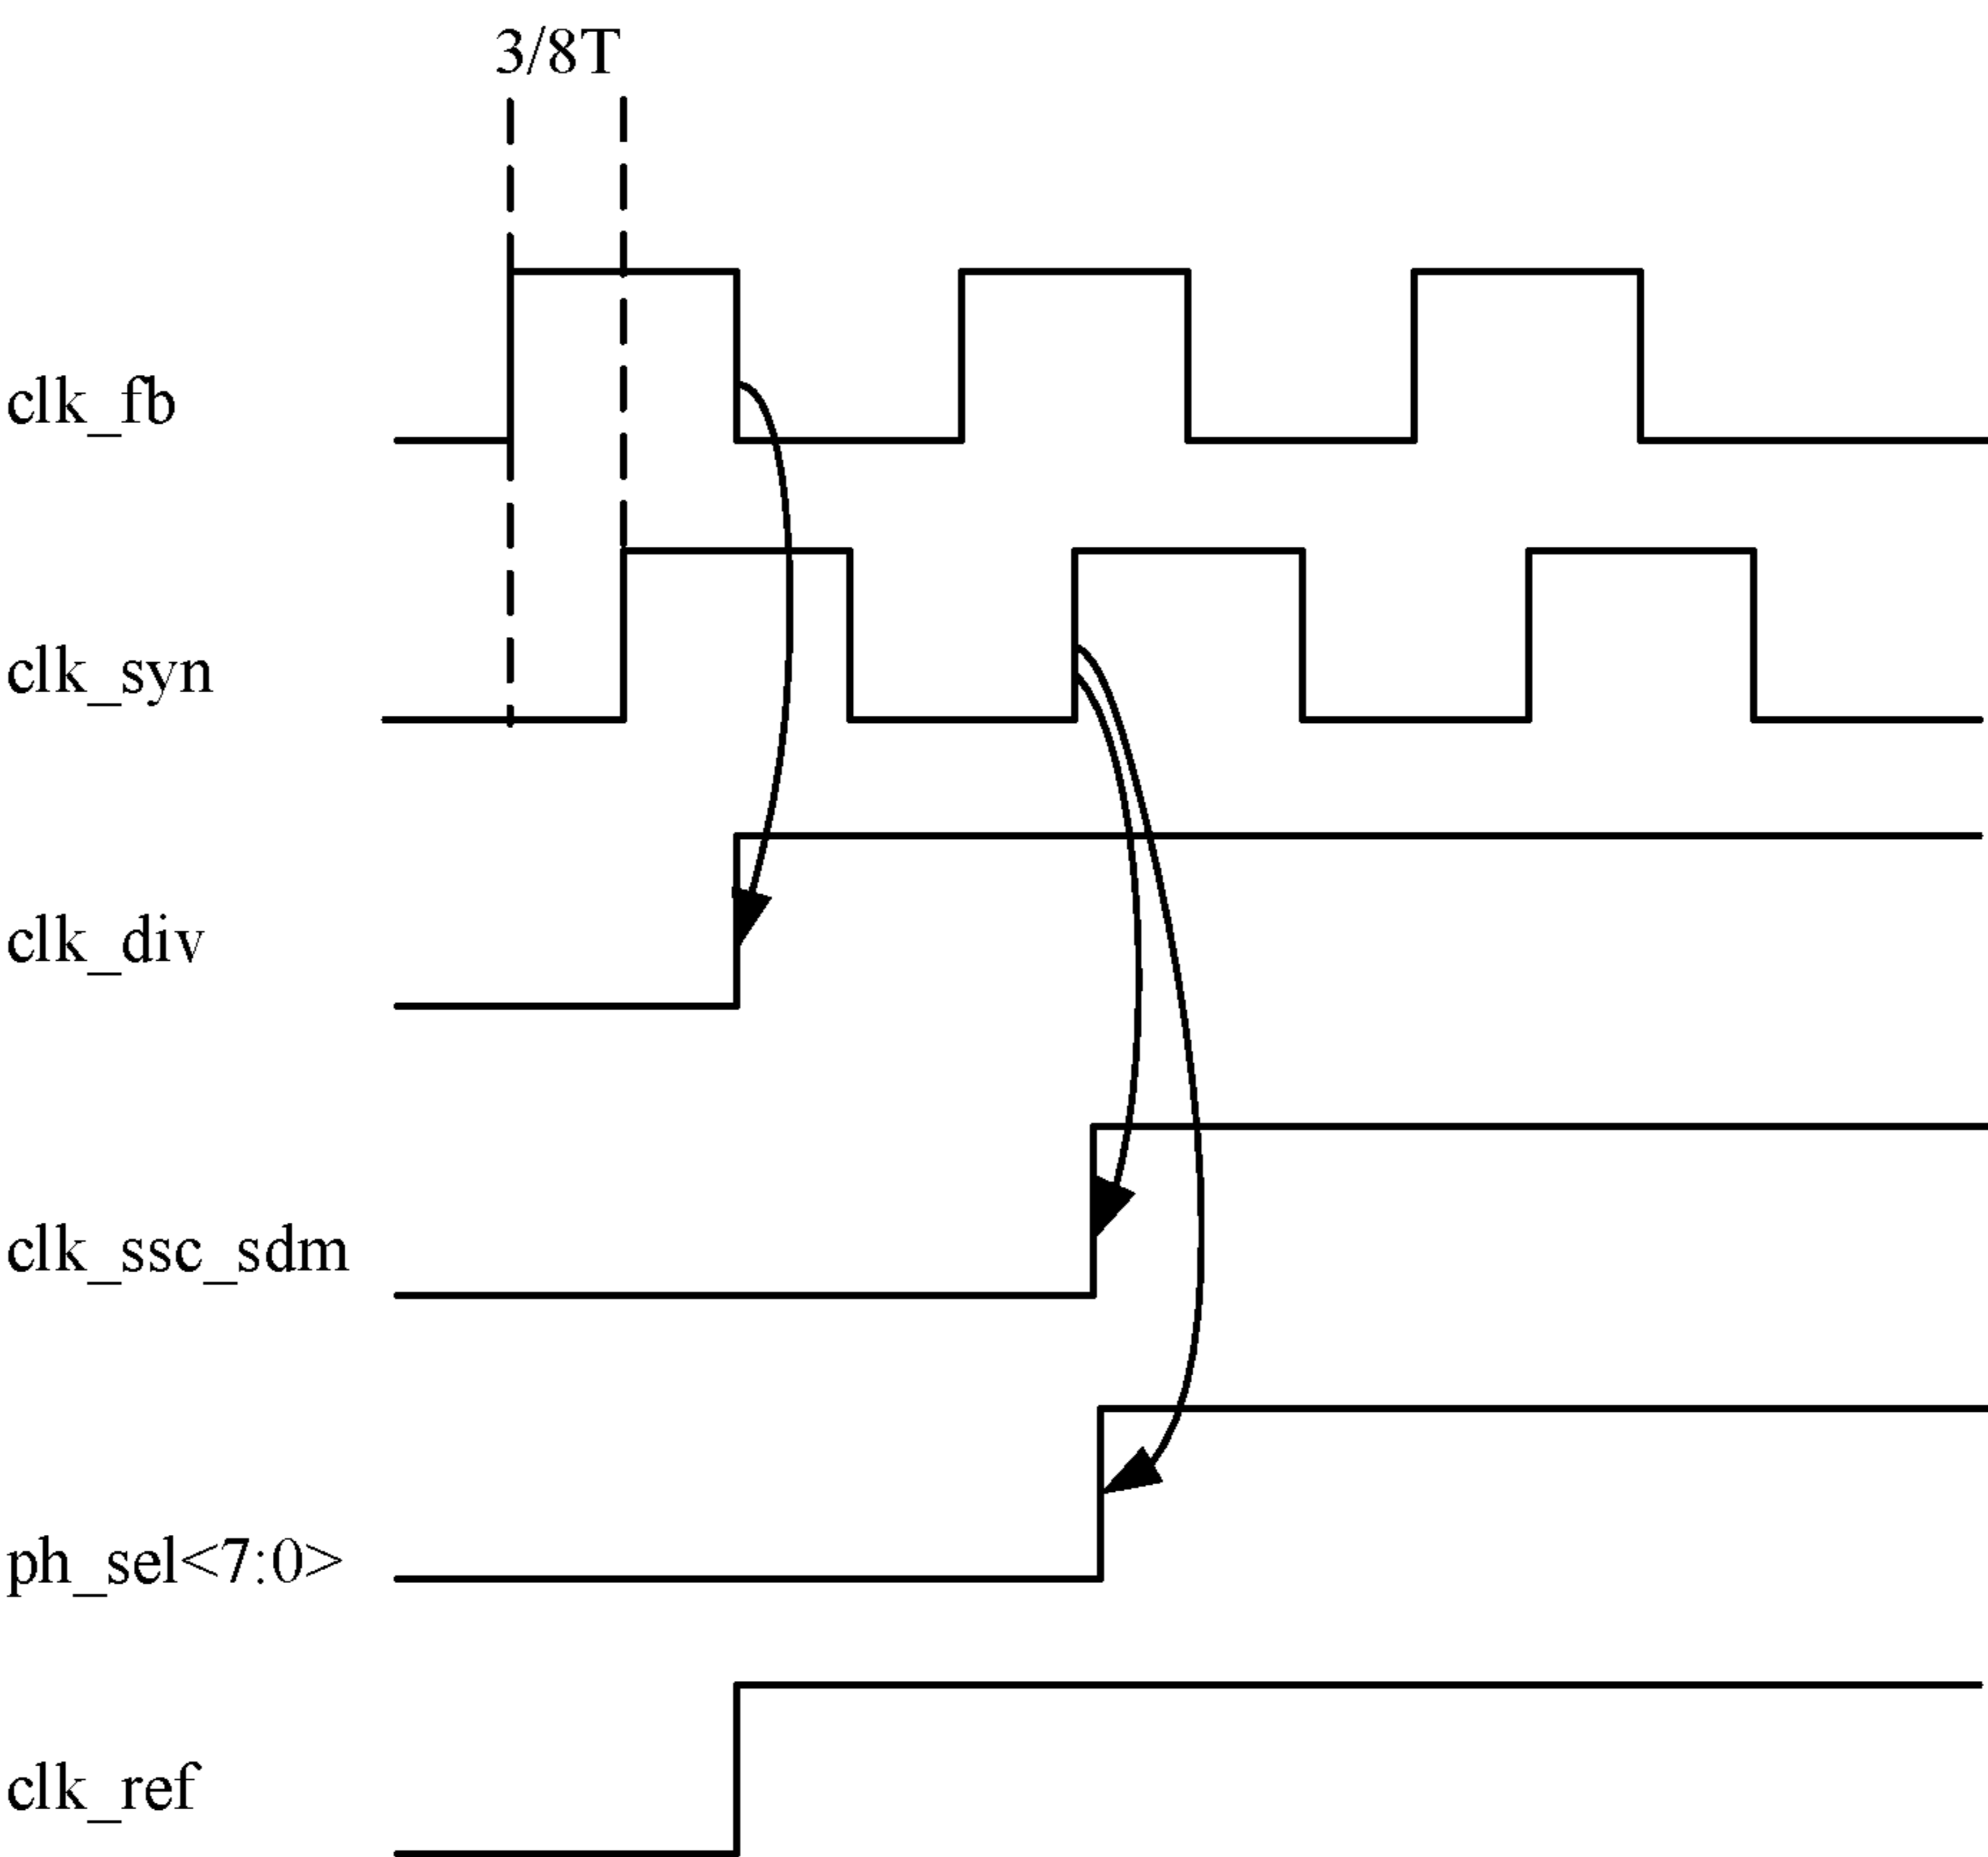 3/8T
clk_fb
clk_syn
clk_div
clk_ssc_sdm
ph_sel<7:0>
clk_ref